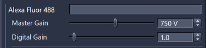 Alexa Fluor 488
Master Gain 750 V
Digital Gain 1.0